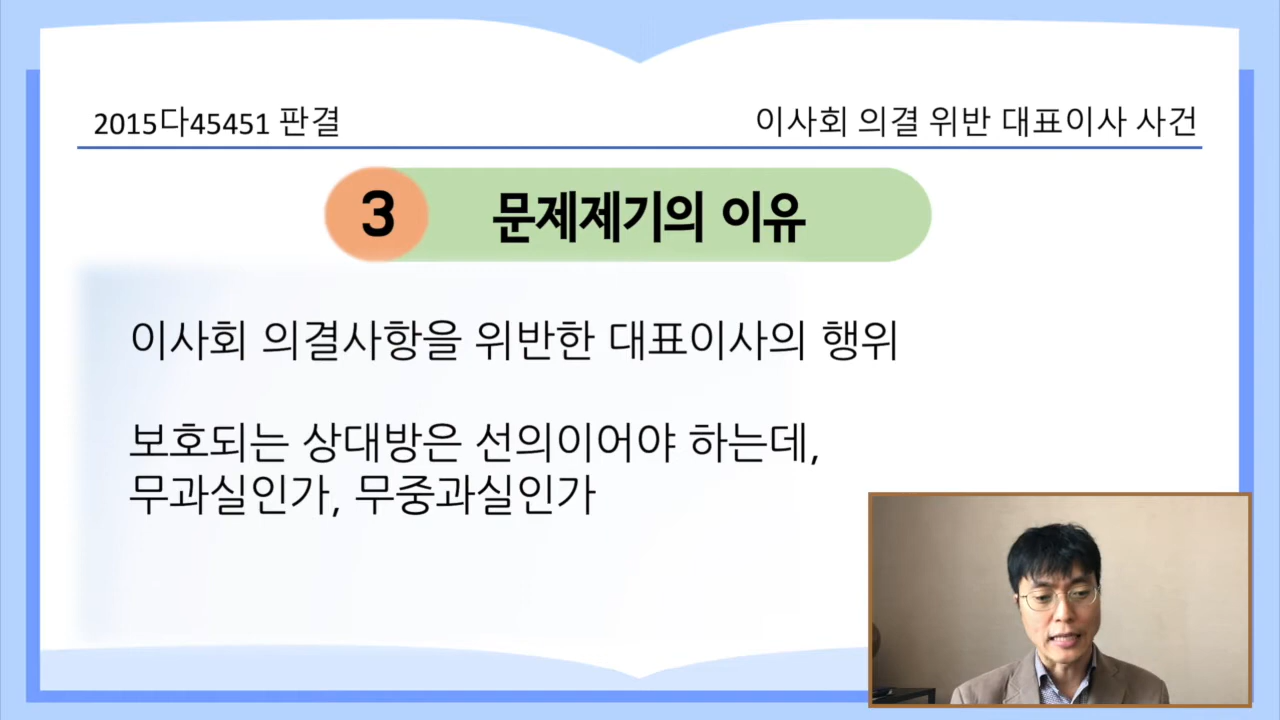 2015다45451 판결
이사회 의결 위반 대표이사 사건
3 문제제기의 이유
이사회 의결사항을 위반한 대표이사의 행위
보호되는 상대방은 선의이어야 하는데,
무과실인가, 무중과실인가